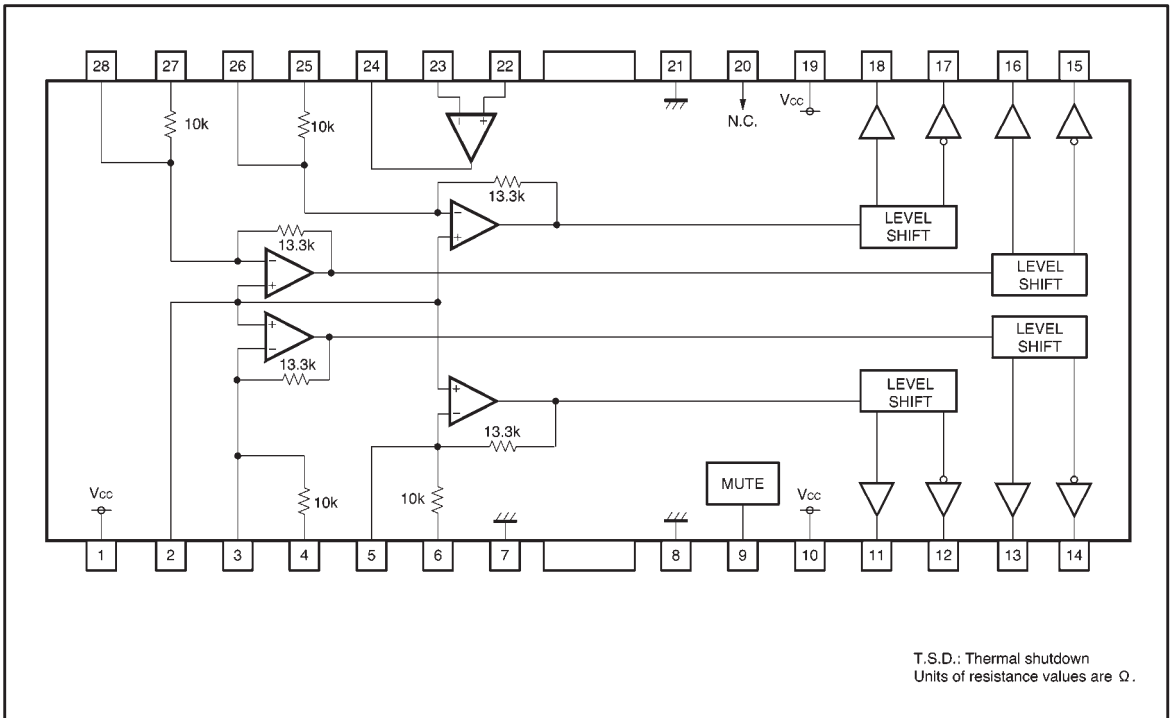 28 27 26 25 24 23 22 21 20 19 18 17 16 15
10k 10k − + N.C. Vcc
13.3k
− +
LEVEL
SHIFT
13.3k
− +
LEVEL
SHIFT
+ −
LEVEL
SHIFT
13.3k
+ −
LEVEL
SHIFT
13.3k
Vcc 10k 10k MUTE Vcc
1 2 3 4 5 6 7 8 9 10 11 12 13 14
T.S.D.: Thermal shutdown
Units of resistance values are Ω.